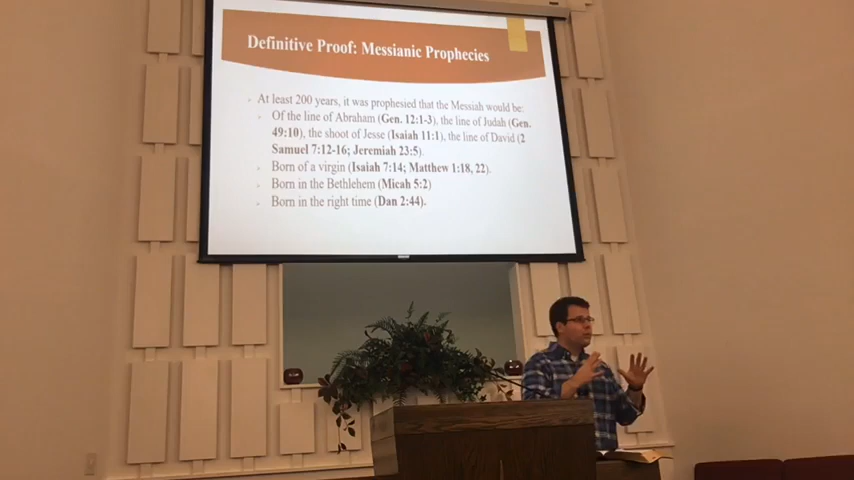 Definitive Proof: Messianic Prophecies
At least 200 years, it was prophesied that the Messiah would be:
Of the line of Abraham (Gen. 12:1-3), the line of Judah (Gen.
49:10), the shoot of Jesse (Isaiah 11:1), the line of David (2
Samuel 7:12-16; Jeremiah 23:5).
Born of a virgin (Isaiah 7:14; Matthew 1:18, 22).
Born in the Bethlehem (Micah 5:2)
Born in the right time (Dan 2:44).